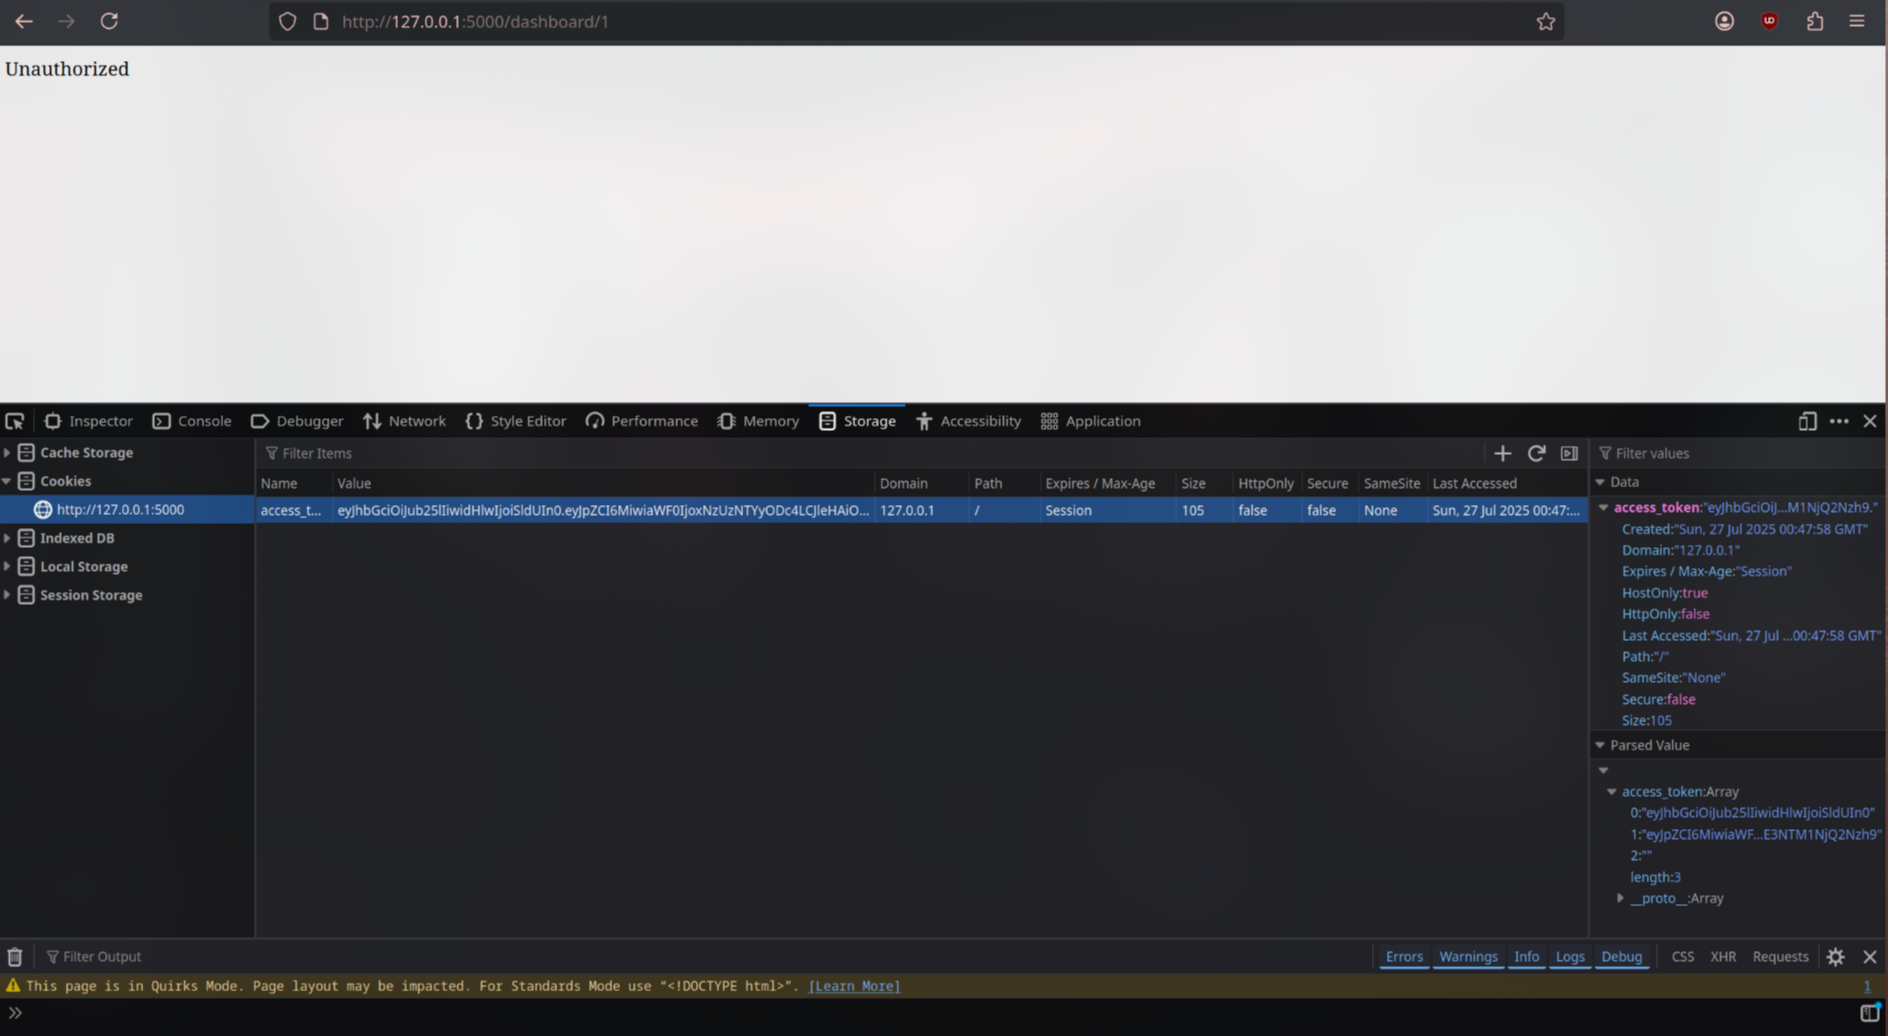 http://127.0.0.1:5000/dashboard/1
Unauthorized
Inspector Console Debugger Network Style Editor Performance Memory Storage Accessibility Application
Cache Storage
Cookies
http://127.0.0.1:5000
Indexed DB
Local Storage
Session Storage
Filter Items
Name Value Domain Path Expires / Max-Age Size HttpOnly Secure SameSite Last Accessed
access_t... eyJhbGciOiJub25lIiwidHlwIjoiSldUIn0.eyJpZCI6MiwiaWF0IjoxNzUzNTYyODc4LCJleHAiO... 127.0.0.1 / Session 105 false false None Sun, 27 Jul 2025 00:47:...
Filter values
Data
access_token:"eyJhbGciOiJ...M1NjQ2Nzh9."
Created:"Sun, 27 Jul 2025 00:47:58 GMT"
Domain:"127.0.0.1"
Expires / Max-Age:"Session"
HostOnly:true
HttpOnly:false
Last Accessed:"Sun, 27 Jul ...00:47:58 GMT"
Path:"/"
SameSite:"None"
Secure:false
Size:105
Parsed Value
access_token:Array
0:"eyJhbGciOiJub25lIiwidHlwIjoiSldUIn0"
1:"eyJpZCI6MiwiaWF...E3NTM1NjQ2Nzh9"
2:""
length:3
__proto__:Array
Filter Output
Errors Warnings Info Logs Debug CSS XHR Requests
This page is in Quirks Mode. Page layout may be impacted. For Standards Mode use “<!DOCTYPE html>”. [Learn More] 1